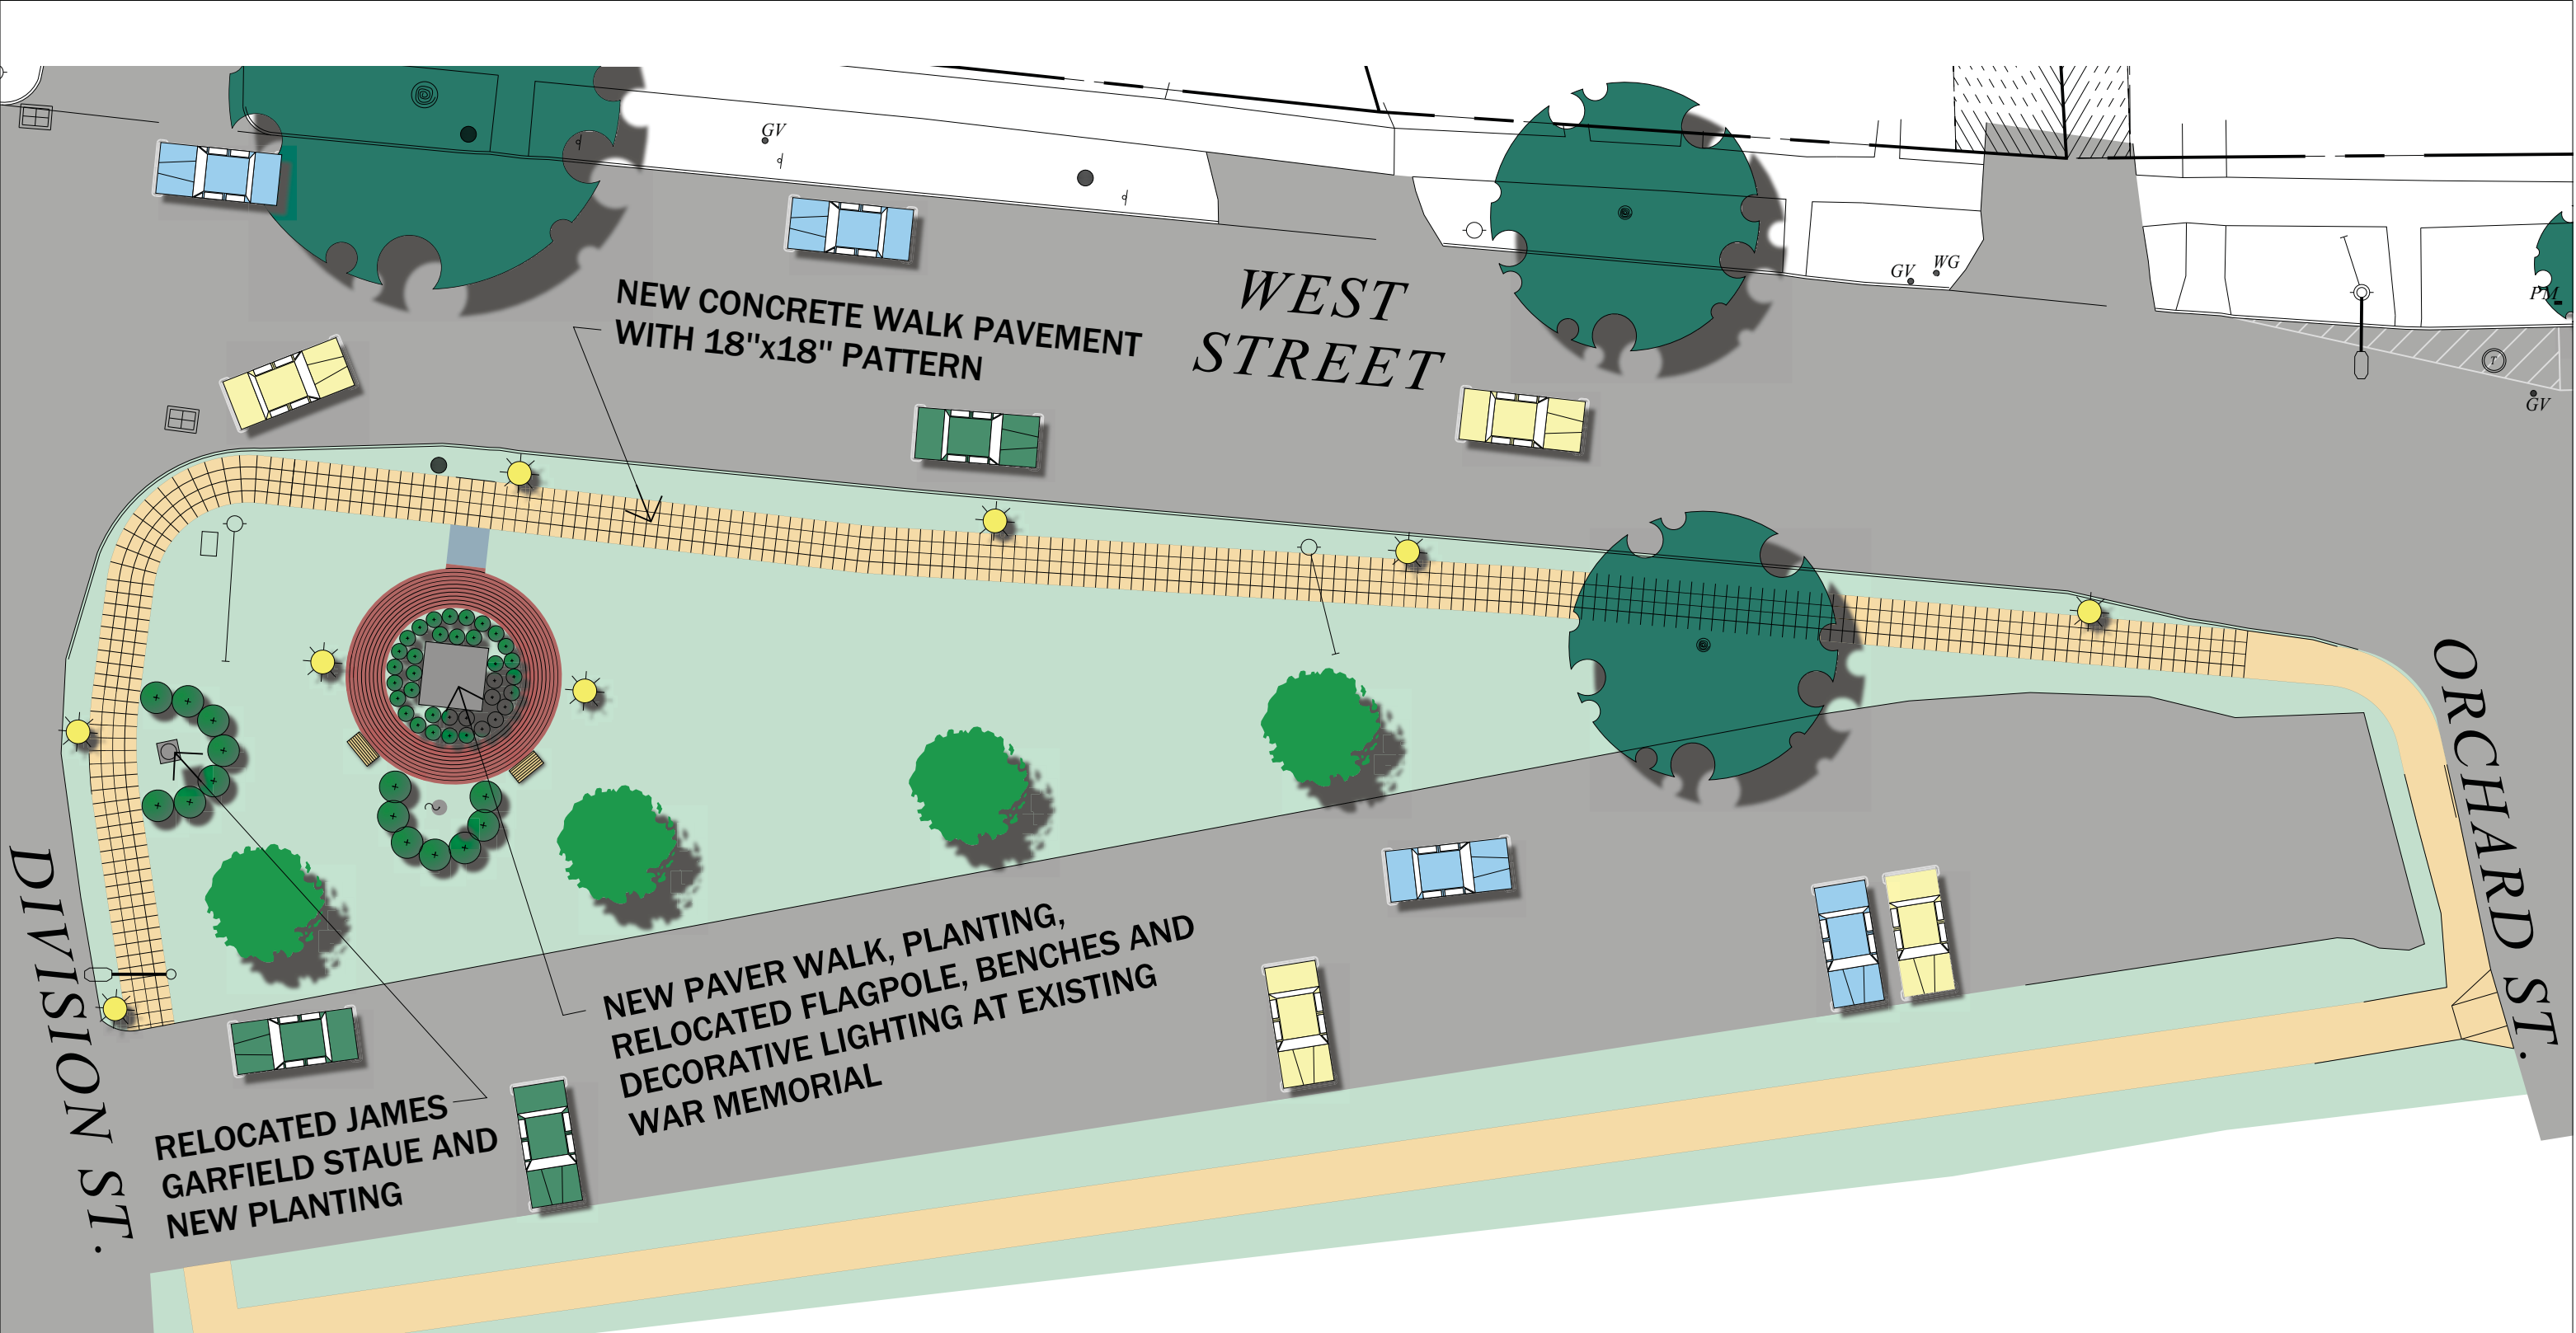 GV
WEST
STREET
GV
WG
PM
T
GV
NEW CONCRETE WALK PAVEMENT
WITH 18"x18" PATTERN
ORCHARD ST.
DIVISION ST.
NEW PAVER WALK, PLANTING,
RELOCATED FLAGPOLE, BENCHES AND
DECORATIVE LIGHTING AT EXISTING
WAR MEMORIAL
RELOCATED JAMES
GARFIELD STAUE AND
NEW PLANTING